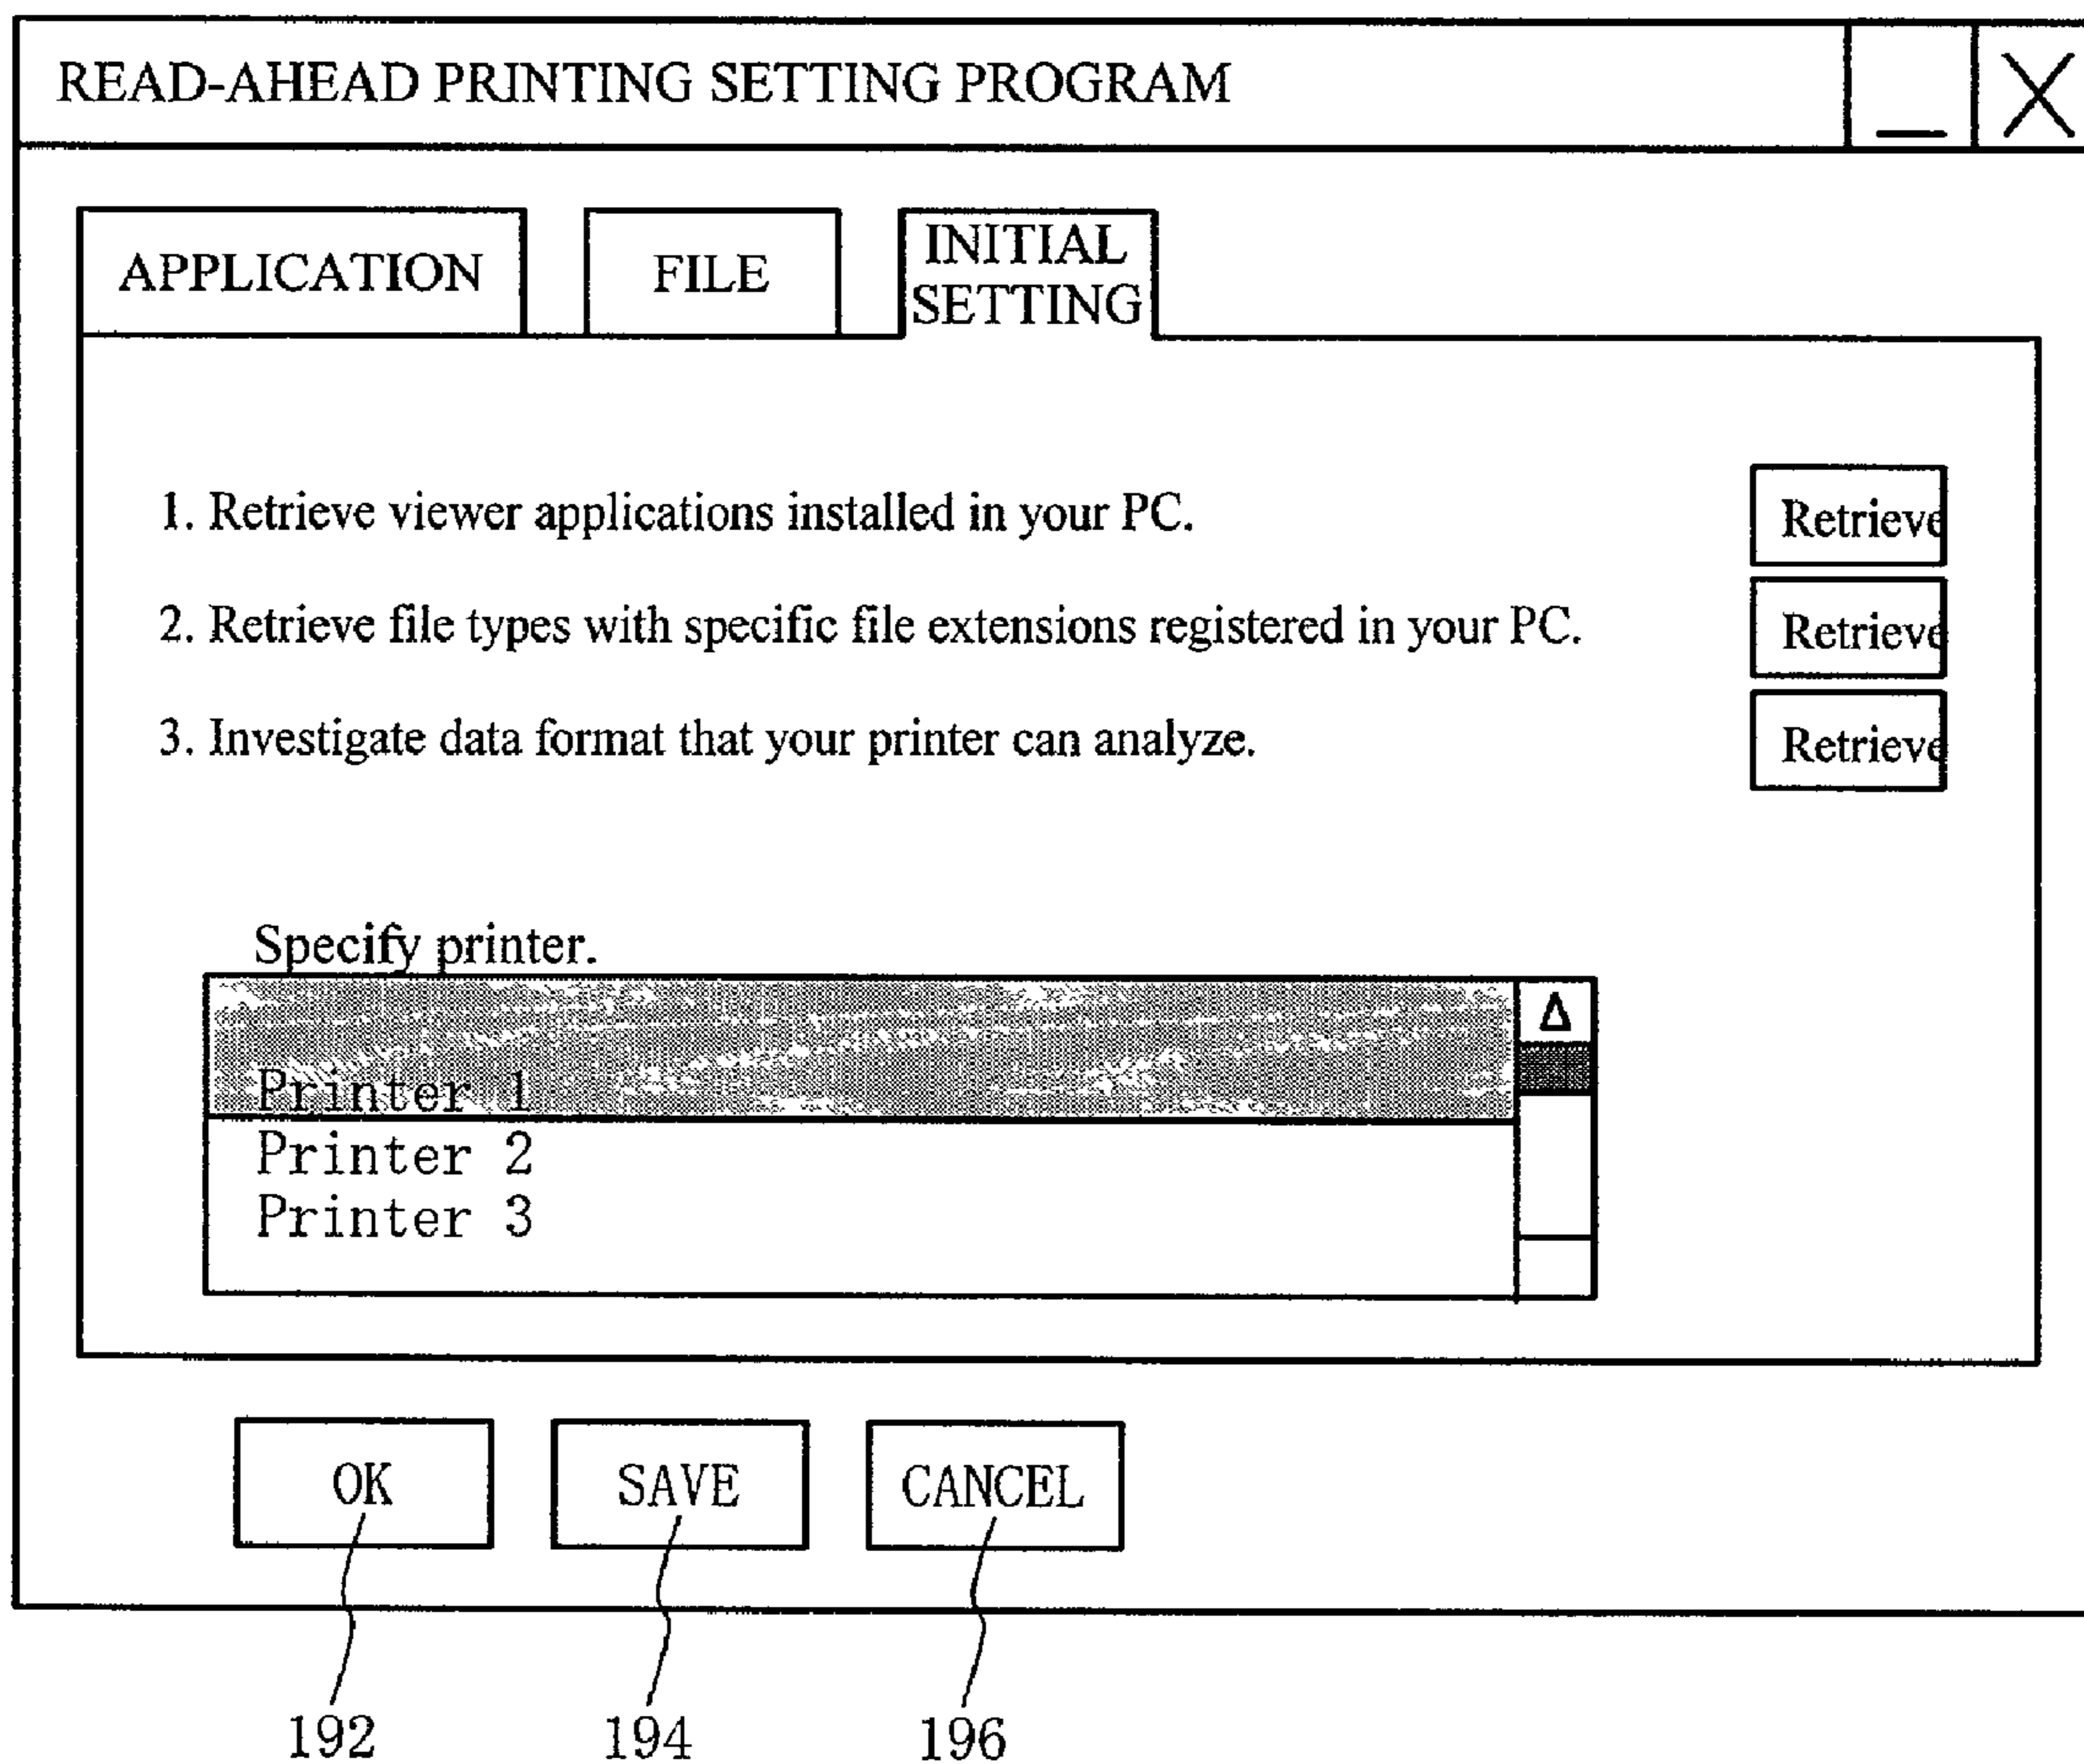 READ-AHEAD PRINTING SETTING PROGRAM
APPLICATION
FILE
INITIAL
SETTING
1. Retrieve viewer applications installed in your PC.
Retrieve
2. Retrieve file types with specific file extensions registered in your PC.
Retrieve
3. Investigate data format that your printer can analyze.
Retrieve
Specify printer.
Printer 1
Printer 2
Printer 3
OK
SAVE
CANCEL
192
194
196